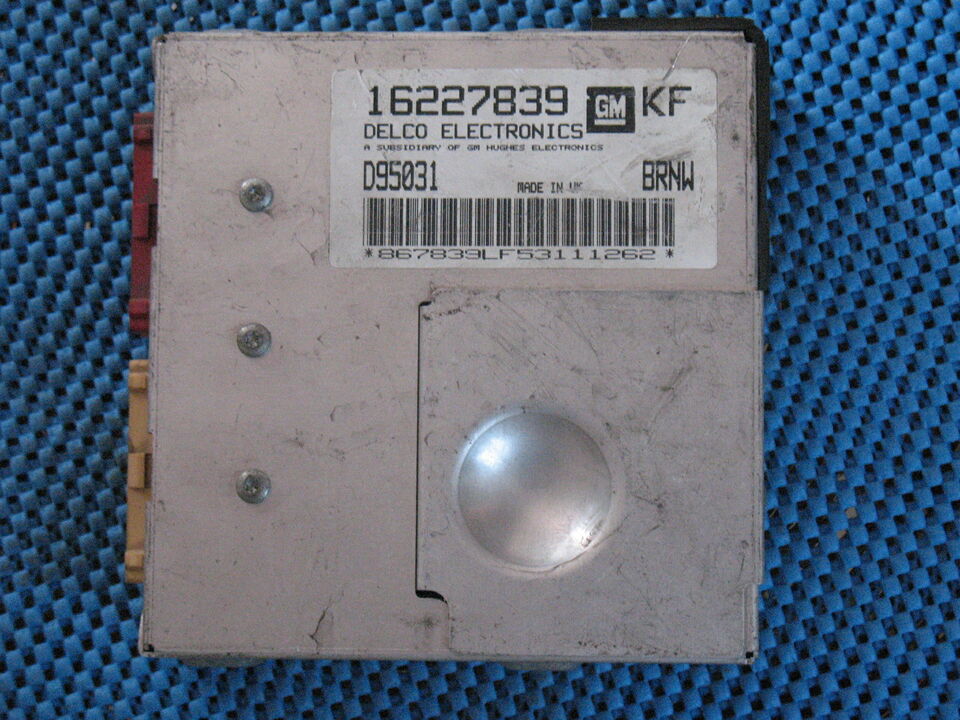 16227839 GM KF
DELCO ELECTRONICS
A SUBSIDIARY OF GM HUGHES ELECTRONICS
D95031 MADE IN UK BRNW
*867839LF53111262*